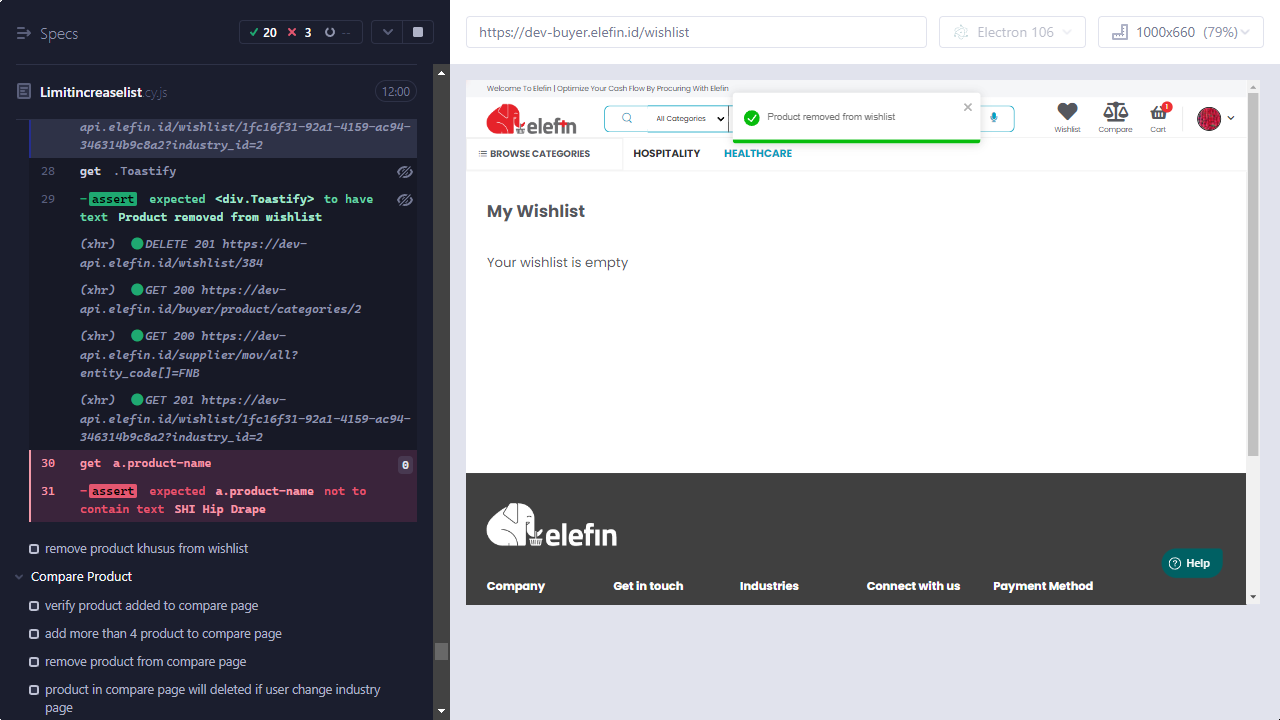 Specs
20
3
--
Limitincreaselist.cy.js
12:00
api.elefin.id/wishlist/1fc16f31-92a1-4159-ac94-
346314b9c8a2?industry_id=2
28 get .Toastify
29 -assert expected <div.Toastify> to have
text Product removed from wishlist
(xhr) DELETE 201 https://dev-
api.elefin.id/wishlist/384
(xhr) GET 200 https://dev-
api.elefin.id/buyer/product/categories/2
(xhr) GET 200 https://dev-
api.elefin.id/supplier/mov/all?
entity_code[]=FNB
(xhr) GET 201 https://dev-
api.elefin.id/wishlist/1fc16f31-92a1-4159-ac94-
346314b9c8a2?industry_id=2
30 get a.product-name 0
31 -assert expected a.product-name not to
contain text SHI Hip Drape
remove product khusus from wishlist
Compare Product
verify product added to compare page
add more than 4 product to compare page
remove product from compare page
product in compare page will deleted if user change industry
page
https://dev-buyer.elefin.id/wishlist
Electron 106
1000x660 (79%)
Welcome To Elefin | Optimize Your Cash Flow By Procuring With Elefin
elefin
All Categories
Product removed from wishlist
Wishlist
Compare
1
Cart
BROWSE CATEGORIES
HOSPITALITY
HEALTHCARE
My Wishlist
Your wishlist is empty
elefin
Company
Get in touch
Industries
Connect with us
Payment Method
Help